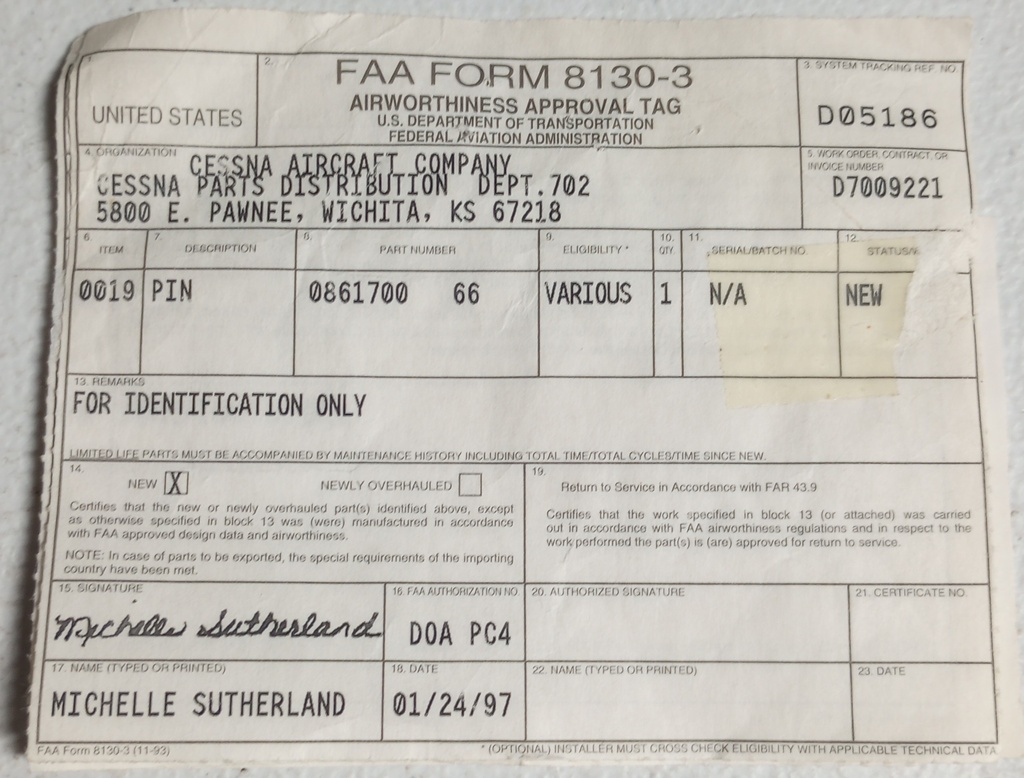 1.
UNITED STATES
2.
FAA FORM 8130-3
AIRWORTHINESS APPROVAL TAG
U.S. DEPARTMENT OF TRANSPORTATION
FEDERAL AVIATION ADMINISTRATION
3. SYSTEM TRACKING REF. NO.
D05186
4. ORGANIZATION
CESSNA AIRCRAFT COMPANY
CESSNA PARTS DISTRIBUTION DEPT.702
5800 E. PAWNEE, WICHITA, KS 67218
5. WORK ORDER, CONTRACT, OR
INVOICE NUMBER
D7009221
6. ITEM
7. DESCRIPTION
8. PART NUMBER
9. ELIGIBILITY *
10. QTY.
11. SERIAL/BATCH NO.
12.
0019 PIN 0861700 66 VARIOUS 1 N/A NEW
13. REMARKS
FOR IDENTIFICATION ONLY
LIMITED LIFE PARTS MUST BE ACCOMPANIED BY MAINTENANCE HISTORY INCLUDING TOTAL TIME/TOTAL CYCLES/TIME SINCE NEW.
14.
NEW X NEWLY OVERHAULED
Certifies that the new or newly overhauled part(s) identified above, except
as otherwise specified in block 13 was (were) manufactured in accordance
with FAA approved design data and airworthiness.
NOTE: In case of parts to be exported, the special requirements of the importing
country have been met.
19.
Return to Service in Accordance with FAR 43.9
Certifies that the work specified in block 13 (or attached) was carried
out in accordance with FAA airworthiness regulations and in respect to the
work performed the part(s) is (are) approved for return to service.
15. SIGNATURE
Michelle Sutherland
16. FAA AUTHORIZATION NO.
DOA PC4
20. AUTHORIZED SIGNATURE
21. CERTIFICATE NO.
17. NAME (TYPED OR PRINTED)
MICHELLE SUTHERLAND
18. DATE
01/24/97
22. NAME (TYPED OR PRINTED)
23. DATE
FAA Form 8130-3 (11-93)
* (OPTIONAL) INSTALLER MUST CROSS CHECK ELIGIBILITY WITH APPLICABLE TECHNICAL DATA